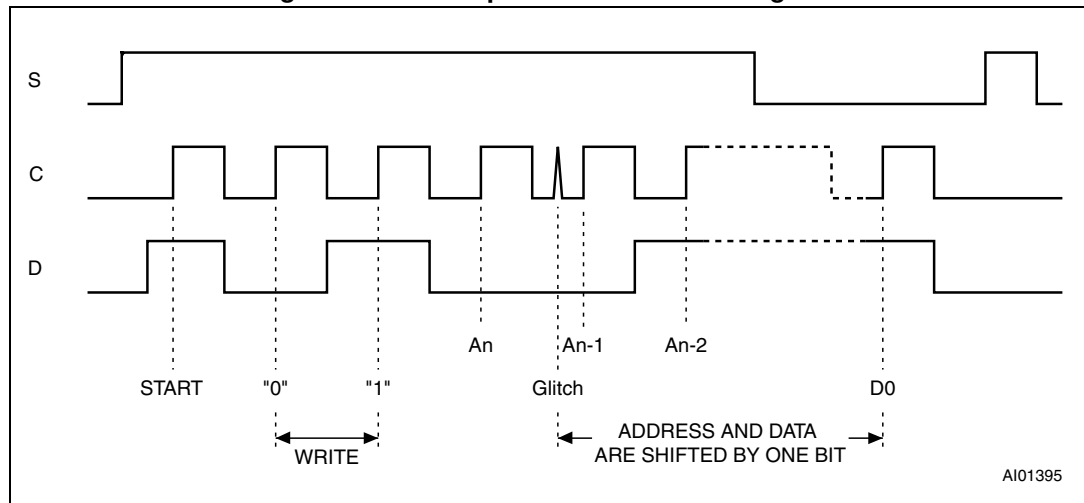 S
C
D
An An-1 An-2
START "0" "1" Glitch D0
ADDRESS AND DATA
WRITE
ARE SHIFTED BY ONE BIT
AI01395